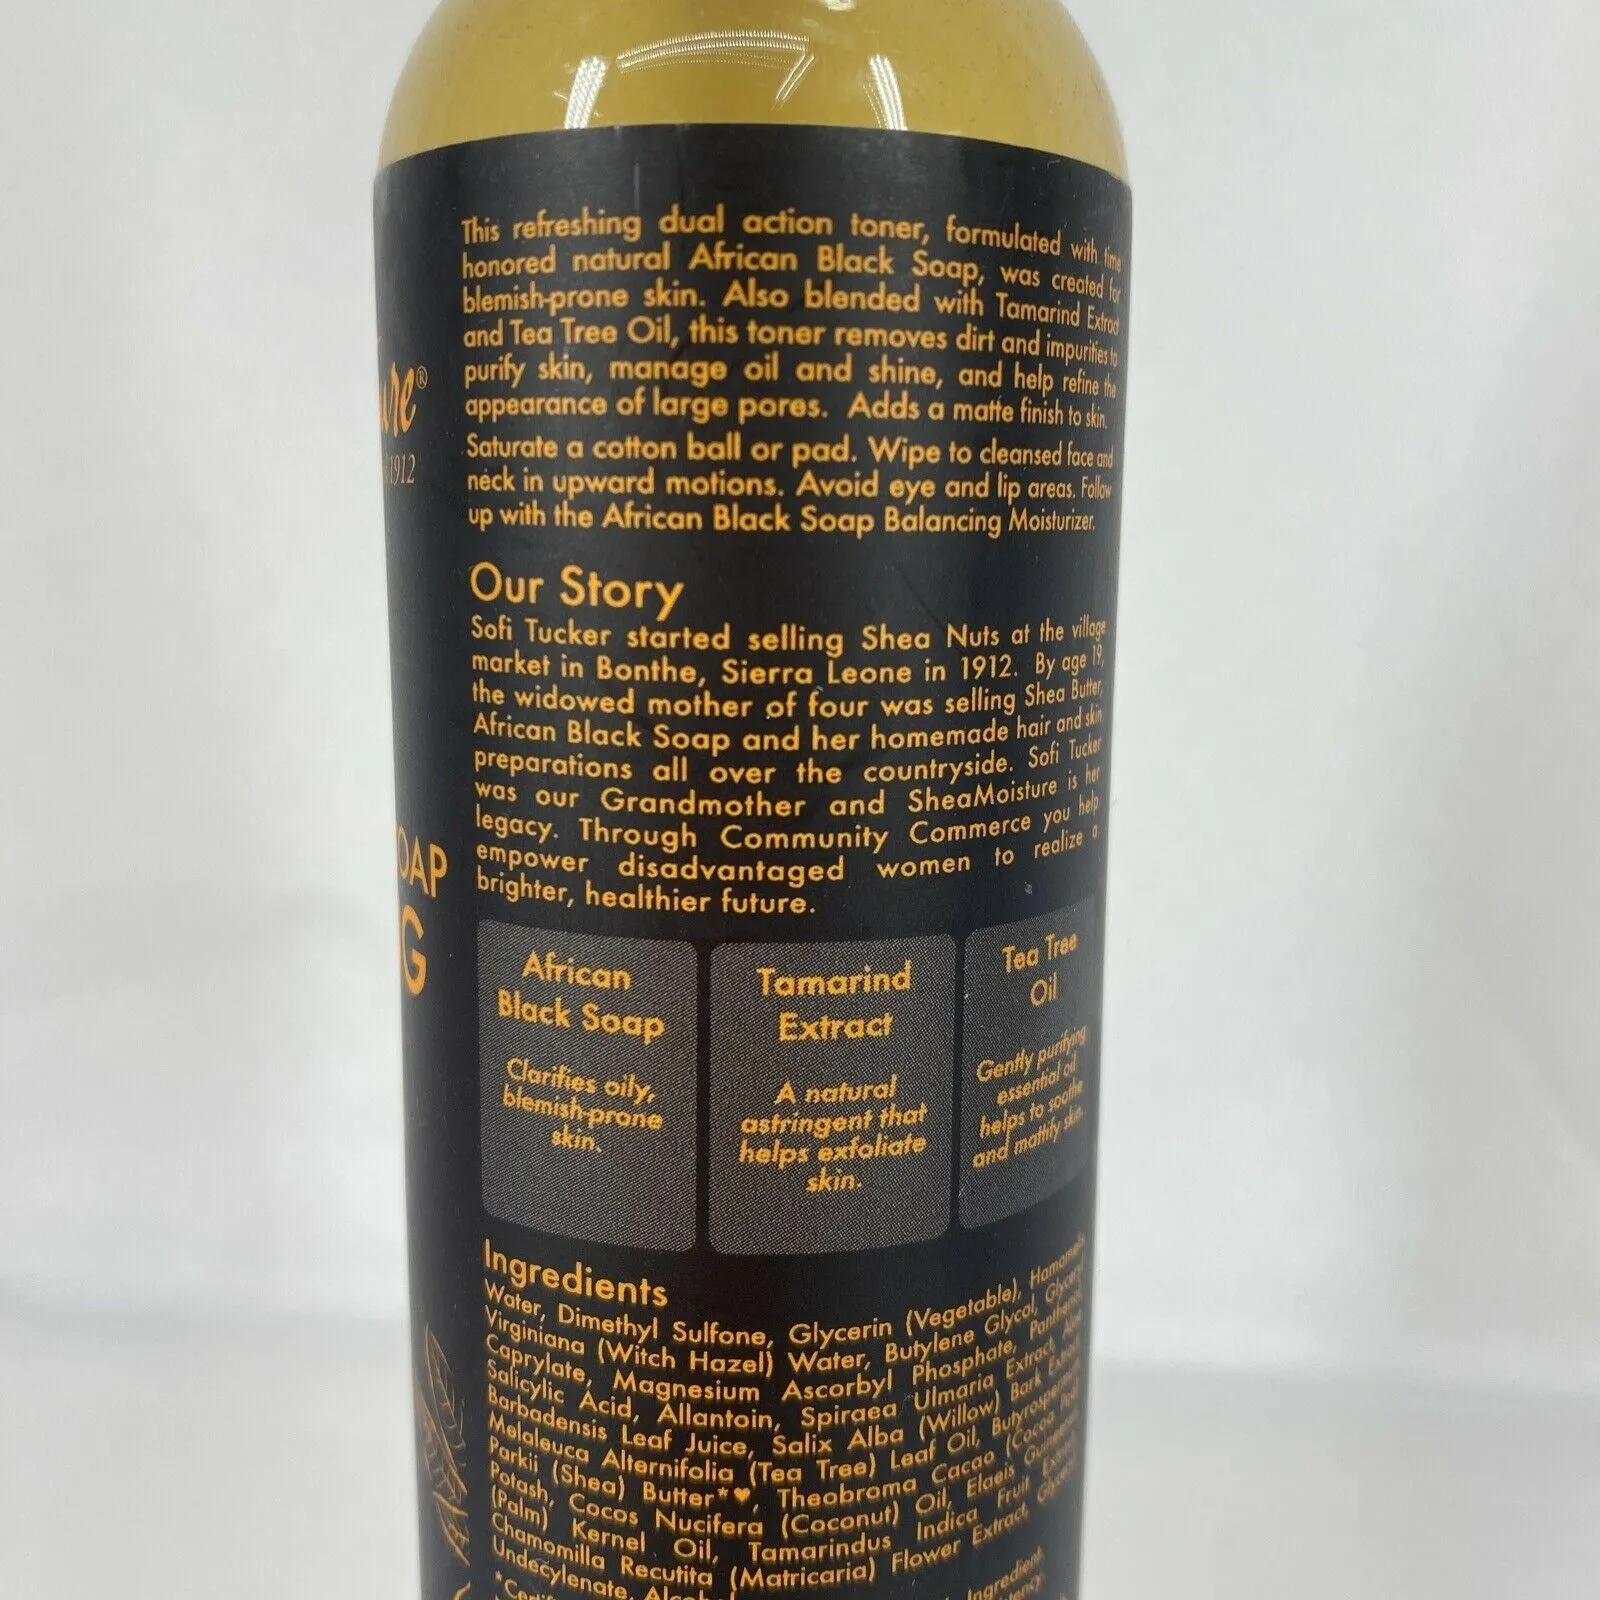 This refreshing dual action toner, formulated with time
honored natural African Black Soap, was created for
blemish-prone skin. Also blended with Tamarind Extract
and Tea Tree Oil, this toner removes dirt and impurities to
purify skin, manage oil and shine, and help refine the
appearance of large pores. Adds a matte finish to skin.
Saturate a cotton ball or pad. Wipe to cleansed face and
neck in upward motions. Avoid eye and lip areas. Follow
up with the African Black Soap Balancing Moisturizer.
ure®
1912
OAP
G
Our Story
Sofi Tucker started selling Shea Nuts at the village
market in Bonthe, Sierra Leone in 1912. By age 19,
the widowed mother of four was selling Shea Butter,
African Black Soap and her homemade hair and skin
preparations all over the countryside. Sofi Tucker
was our Grandmother and SheaMoisture is her
legacy. Through Community Commerce you help
empower disadvantaged women to realize a
brighter, healthier future.
African
Black Soap
Clarifies oily,
blemish-prone
skin.
Tamarind
Extract
A natural
astringent that
helps exfoliate
skin.
Tea Tree
Oil
Gently purifying
essential oil
helps to soothe
and mattify skin.
Ingredients
Water, Dimethyl Sulfone, Glycerin (Vegetable), Hamamelis
Virginiana (Witch Hazel) Water, Butylene Glycol, Glyceryl
Caprylate, Magnesium Ascorbyl Phosphate, Panthenol,
Salicylic Acid, Allantoin, Spiraea Ulmaria Extract, Aloe
Barbadensis Leaf Juice, Salix Alba (Willow) Bark Extract,
Melaleuca Alternifolia (Tea Tree) Leaf Oil, Butyrospermum
Parkii (Shea) Butter*♥, Theobroma Cacao (Cocoa Pod)
Potash, Cocos Nucifera (Coconut) Oil, Elaeis Guineensis
(Palm) Kernel Oil, Tamarindus Indica Fruit Extract,
Chamomilla Recutita (Matricaria) Flower Extract, Glyceryl
Undecylenate, Alcohol
Ingredient